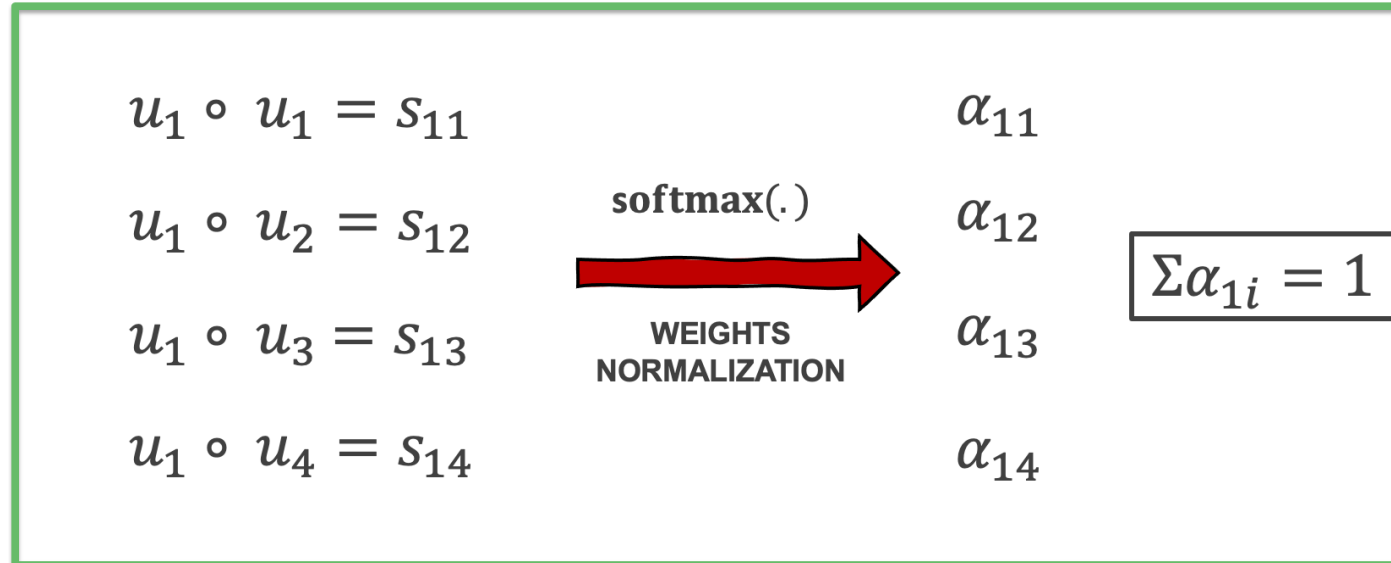 u₁ ∘ u₁ = s₁₁
α₁₁
u₁ ∘ u₂ = s₁₂
softmax(.)
α₁₂
Σα₁ᵢ = 1
u₁ ∘ u₃ = s₁₃
WEIGHTS
NORMALIZATION
α₁₃
u₁ ∘ u₄ = s₁₄
α₁₄